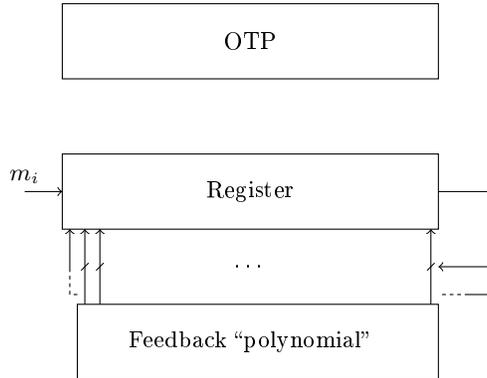 OTP
m_i
Register
...
Feedback “polynomial”